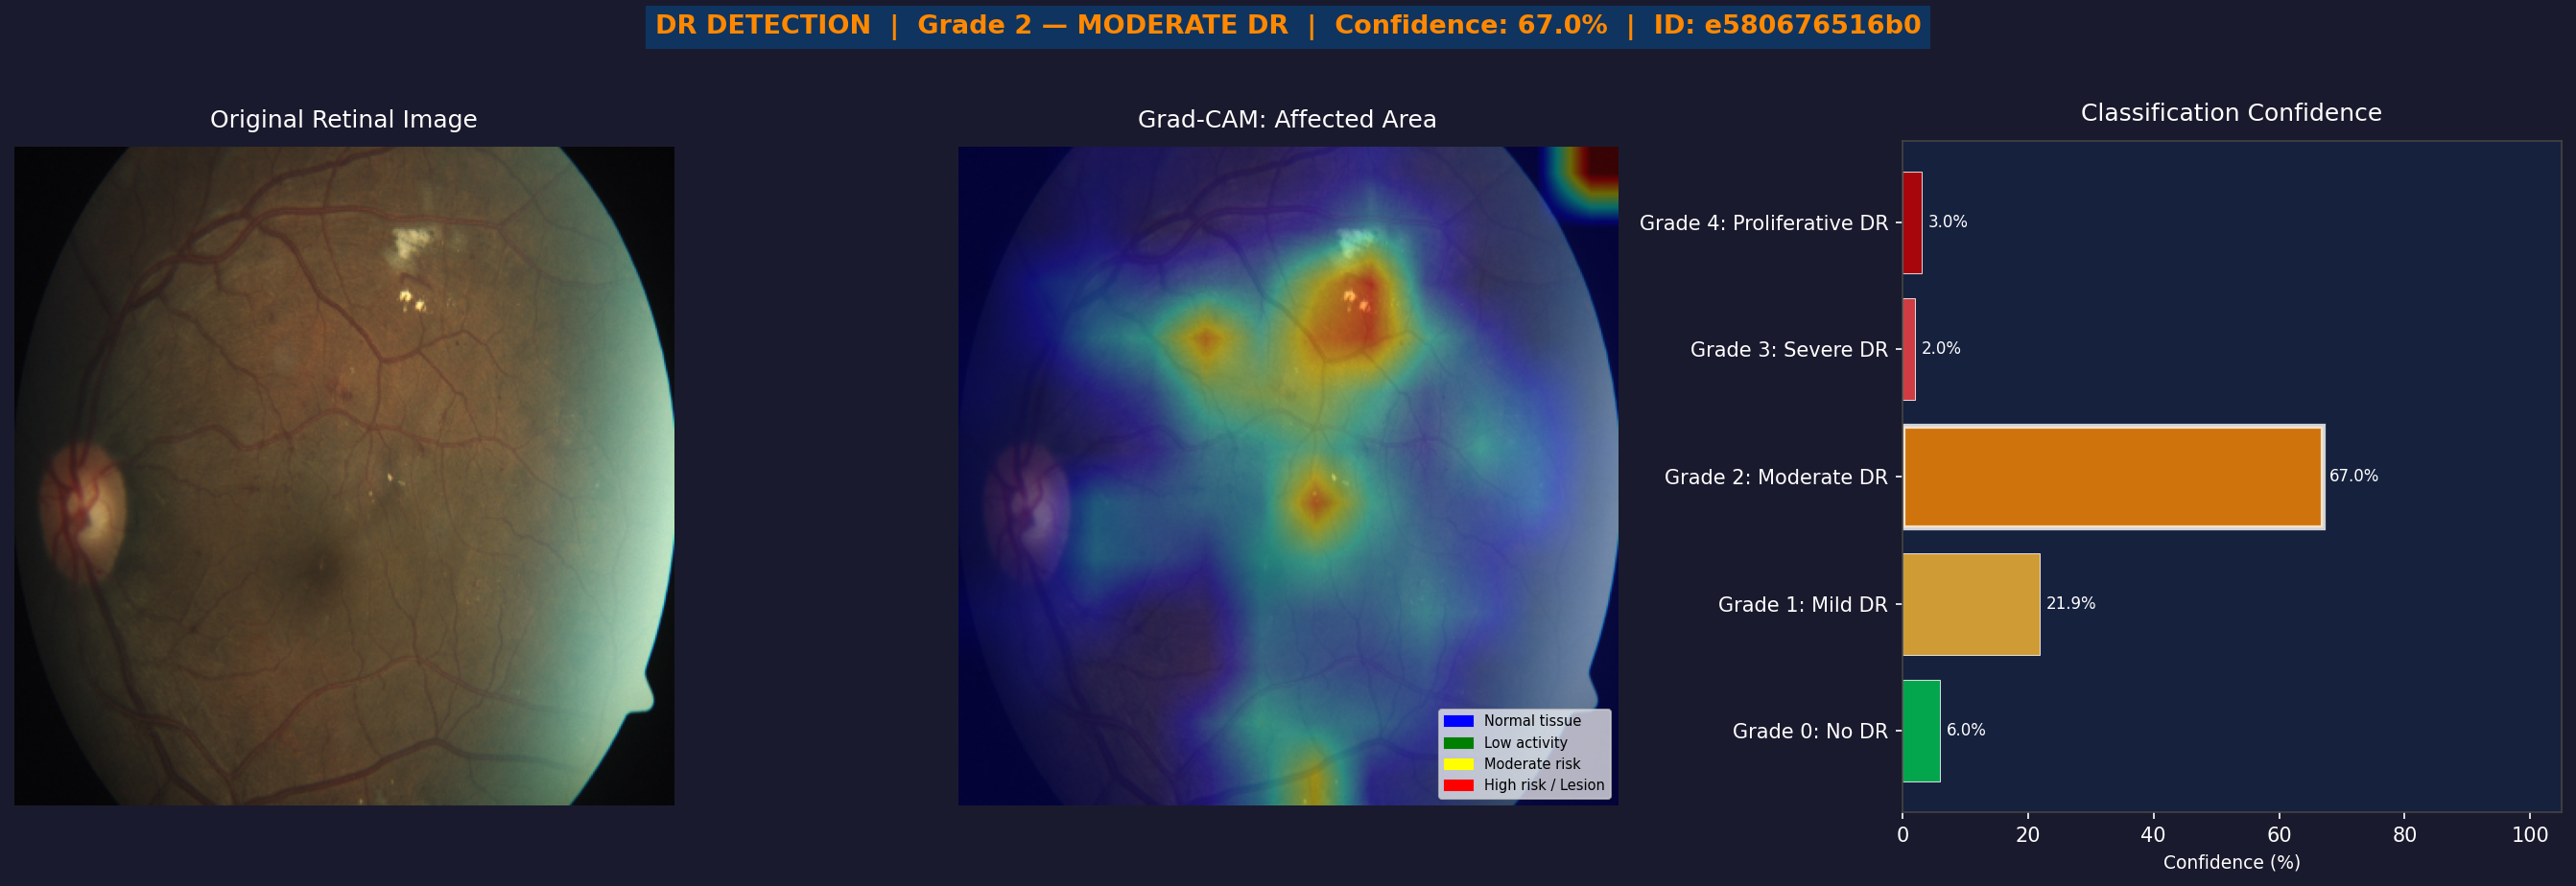 DR DETECTION | Grade 2 — MODERATE DR | Confidence: 67.0% | ID: e580676516b0
Original Retinal Image
Grad-CAM: Affected Area
Normal tissue
Low activity
Moderate risk
High risk / Lesion
Classification Confidence
Grade 4: Proliferative DR
3.0%
Grade 3: Severe DR
2.0%
Grade 2: Moderate DR
67.0%
Grade 1: Mild DR
21.9%
Grade 0: No DR
6.0%
0 20 40 60 80 100
Confidence (%)